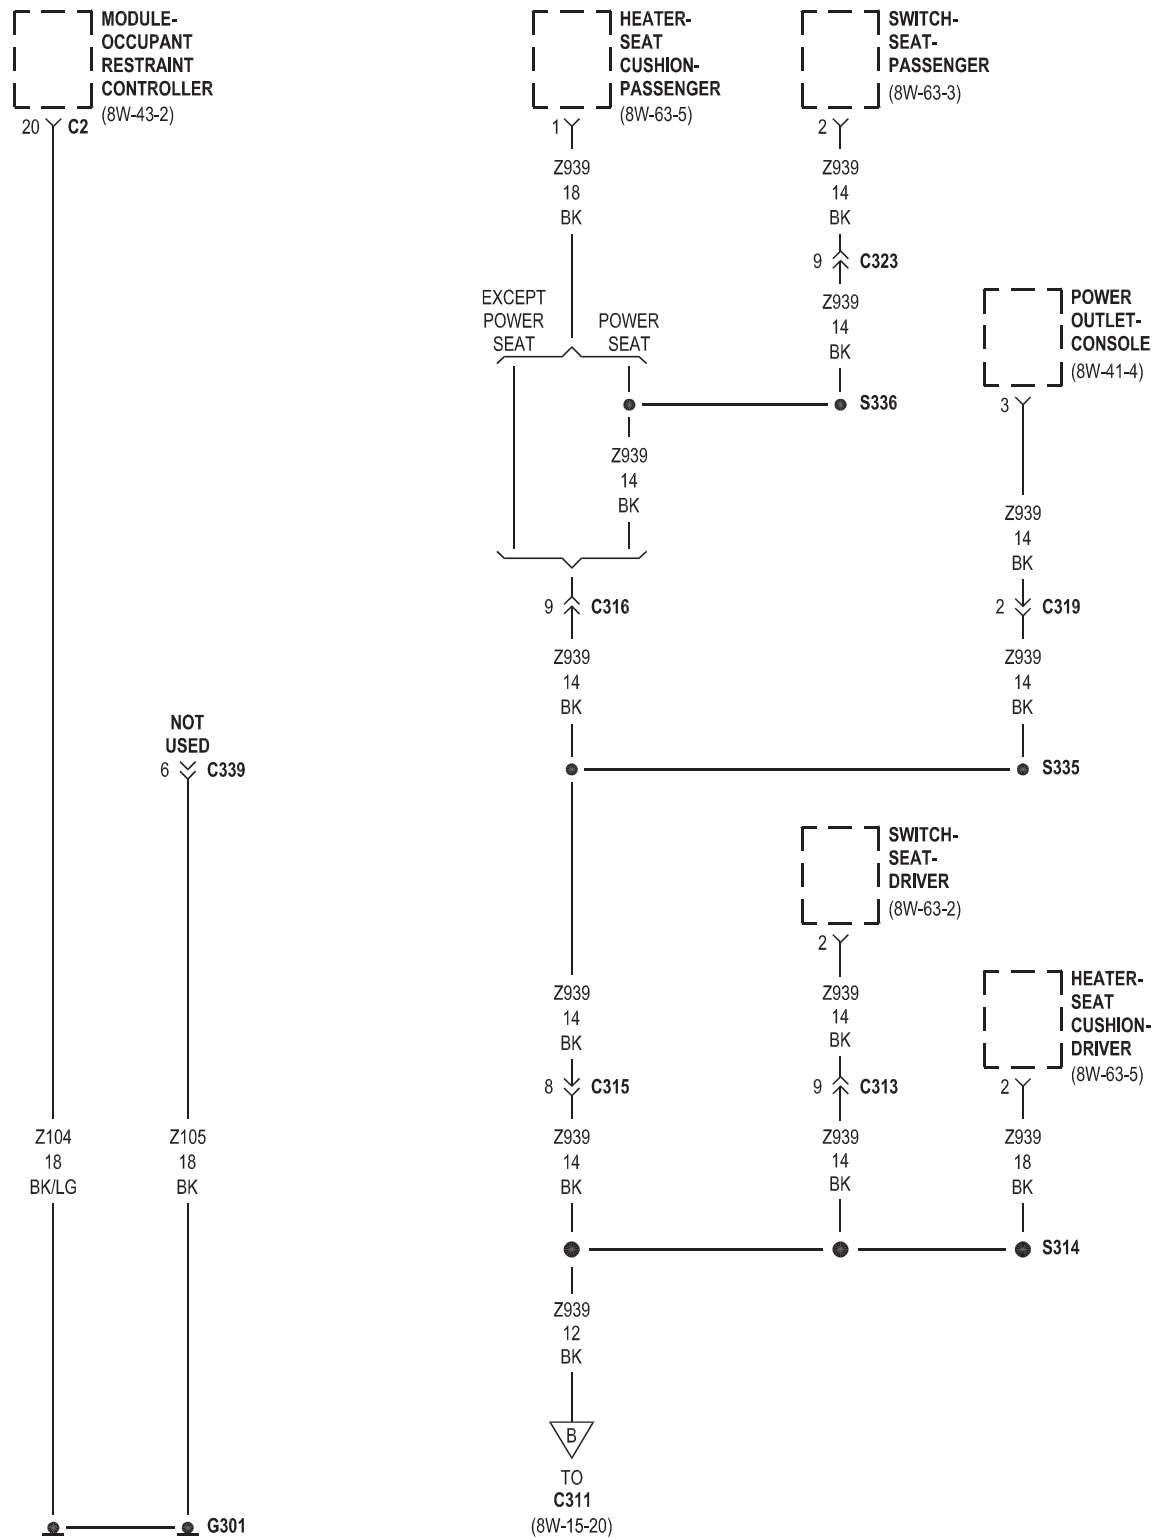 MODULE-
OCCUPANT
RESTRAINT
CONTROLLER
(8W-43-2)
20 C2
HEATER-
SEAT
CUSHION-
PASSENGER
(8W-63-5)
1
Z939
18
BK
SWITCH-
SEAT-
PASSENGER
(8W-63-3)
2
Z939
14
BK
9 C323
Z939
14
BK
EXCEPT
POWER
SEAT
POWER
SEAT
S336
Z939
14
BK
POWER
OUTLET-
CONSOLE
(8W-41-4)
3
Z939
14
BK
9 C316
2 C319
Z939
14
BK
Z939
14
BK
NOT
USED
6 C339
S335
SWITCH-
SEAT-
DRIVER
(8W-63-2)
2
Z939
14
BK
Z939
14
BK
HEATER-
SEAT
CUSHION-
DRIVER
(8W-63-5)
8 C315
9 C313
2
Z104
18
BK/LG
Z105
18
BK
Z939
14
BK
Z939
14
BK
Z939
18
BK
S314
Z939
12
BK
B
TO
C311
(8W-15-20)
G301